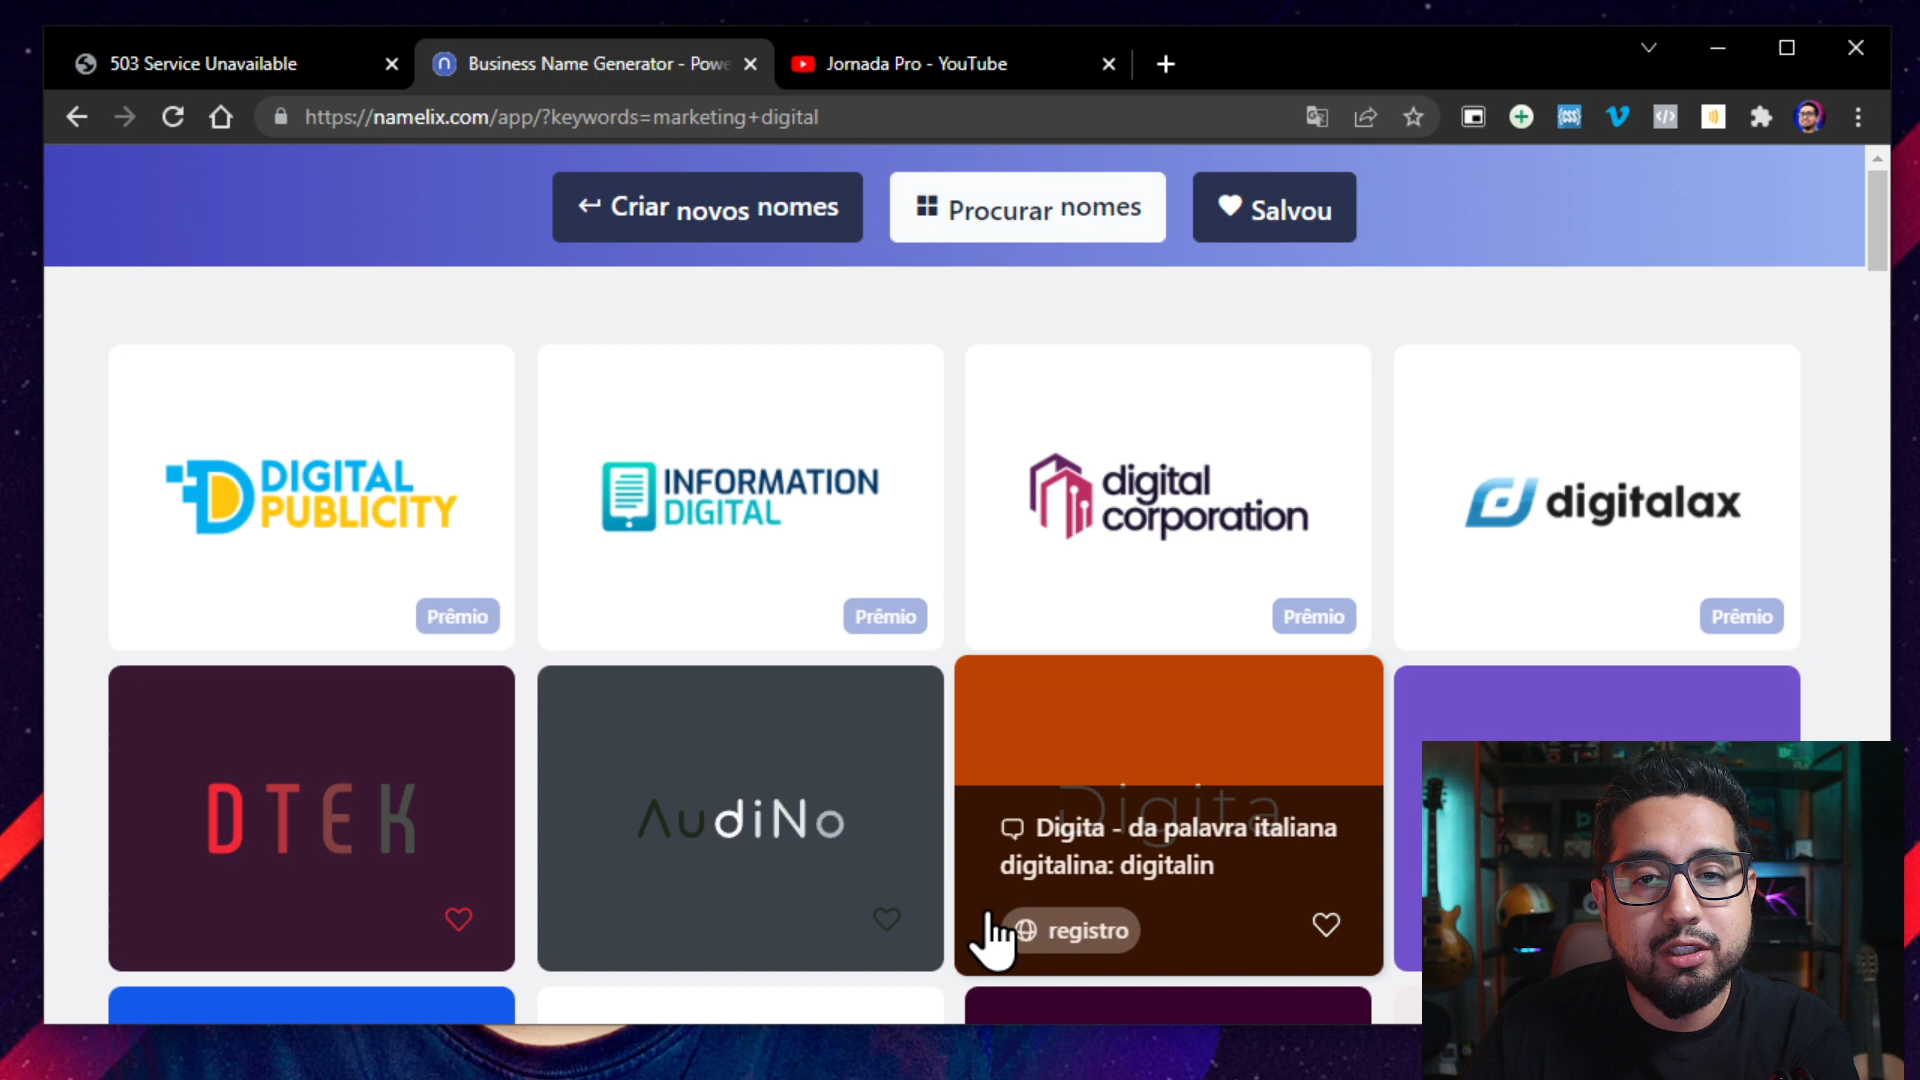 503 Service Unavailable
Business Name Generator - Powe
Jornada Pro - YouTube
https://namelix.com/app/?keywords=marketing+digital
Criar novos nomes
Procurar nomes
Salvou
DIGITAL
PUBLICITY
Prêmio
INFORMATION
DIGITAL
Prêmio
digital
corporation
Prêmio
digitalax
Prêmio
DTEK
AudiNo
Digita
Digita - da palavra italiana
digitalina: digitalin
registro